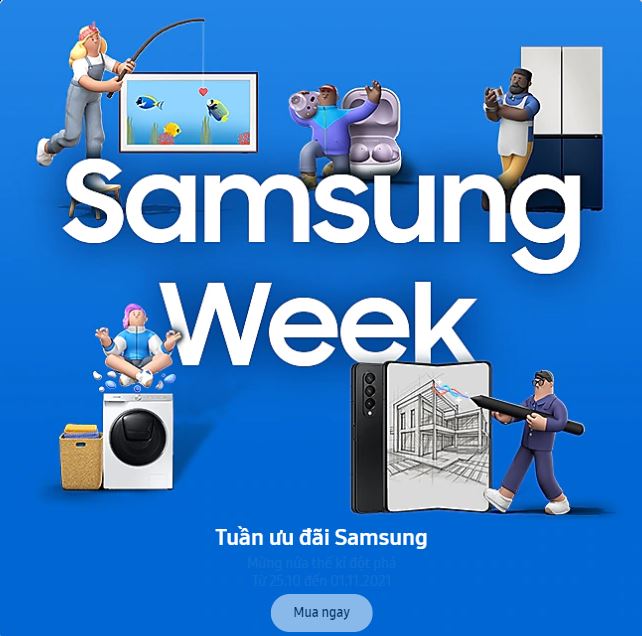 Samsung
Week
Tuần ưu đãi Samsung
Mừng nửa thế kỉ đột phá
Từ 25.10 đến 01.11.2021
Mua ngay